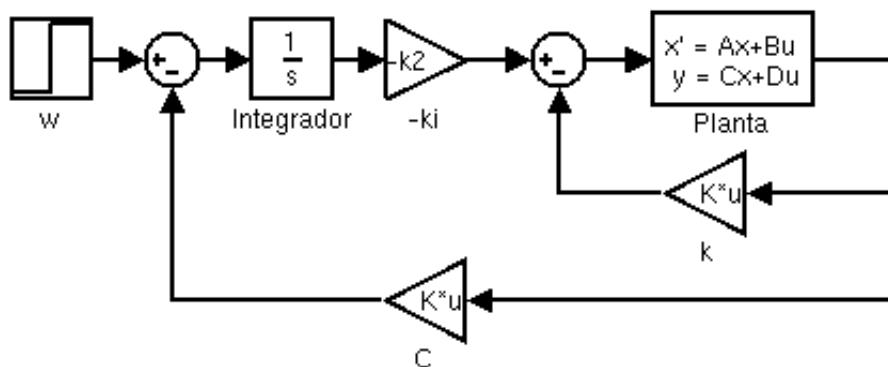 w
+
-
1
s
Integrador
-k2
-ki
+
-
x' = Ax+Bu
y = Cx+Du
Planta
K*u
k
K*u
C